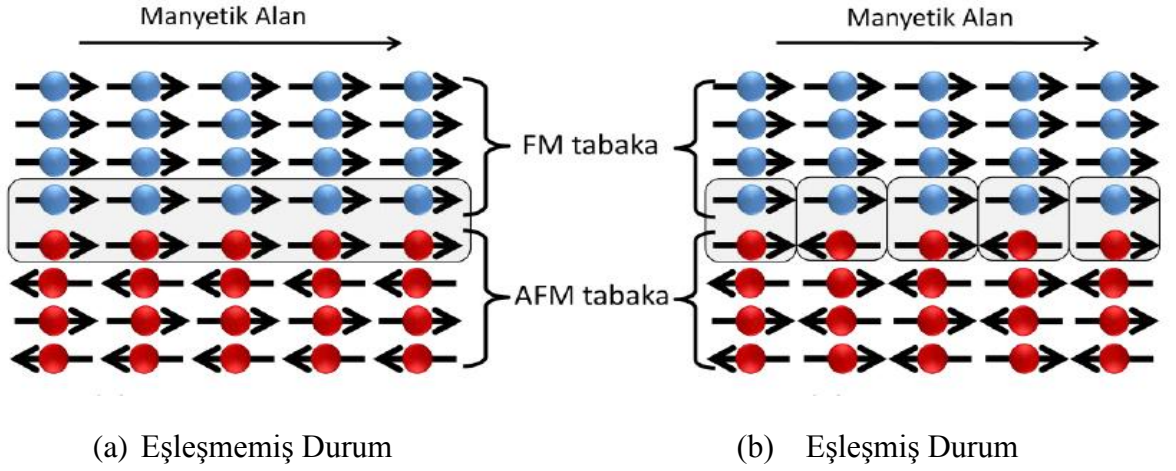 Manyetik Alan
Manyetik Alan
FM tabaka
AFM tabaka
(a) Eşleşmemiş Durum
(b) Eşleşmiş Durum